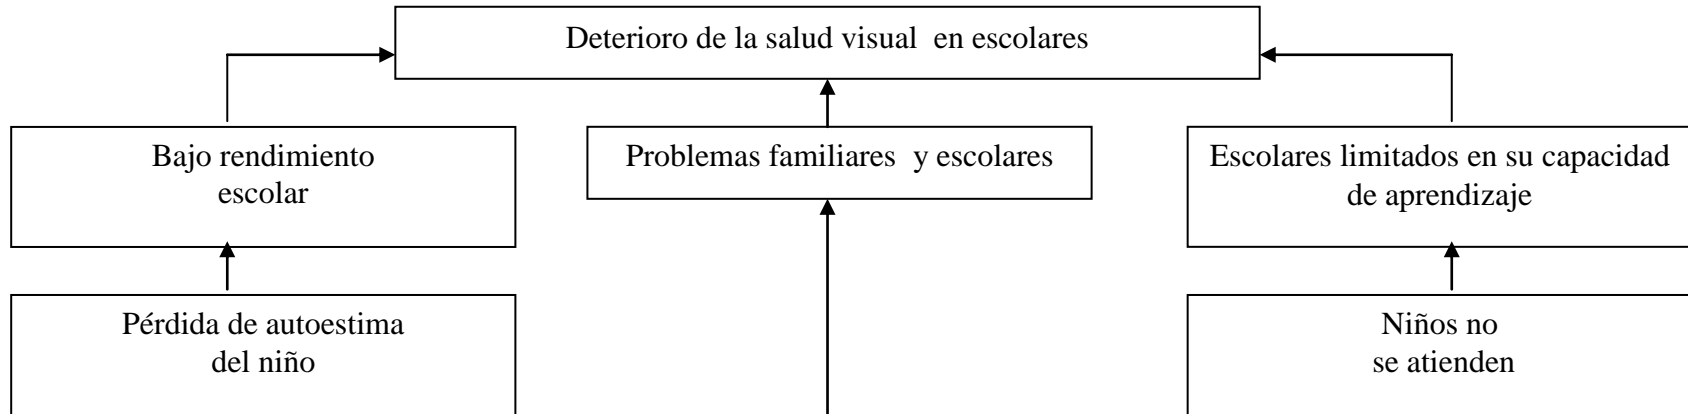 Deterioro de la salud visual en escolares
Bajo rendimiento
escolar
Problemas familiares y escolares
Escolares limitados en su capacidad
de aprendizaje
Pérdida de autoestima
del niño
Niños no
se atienden